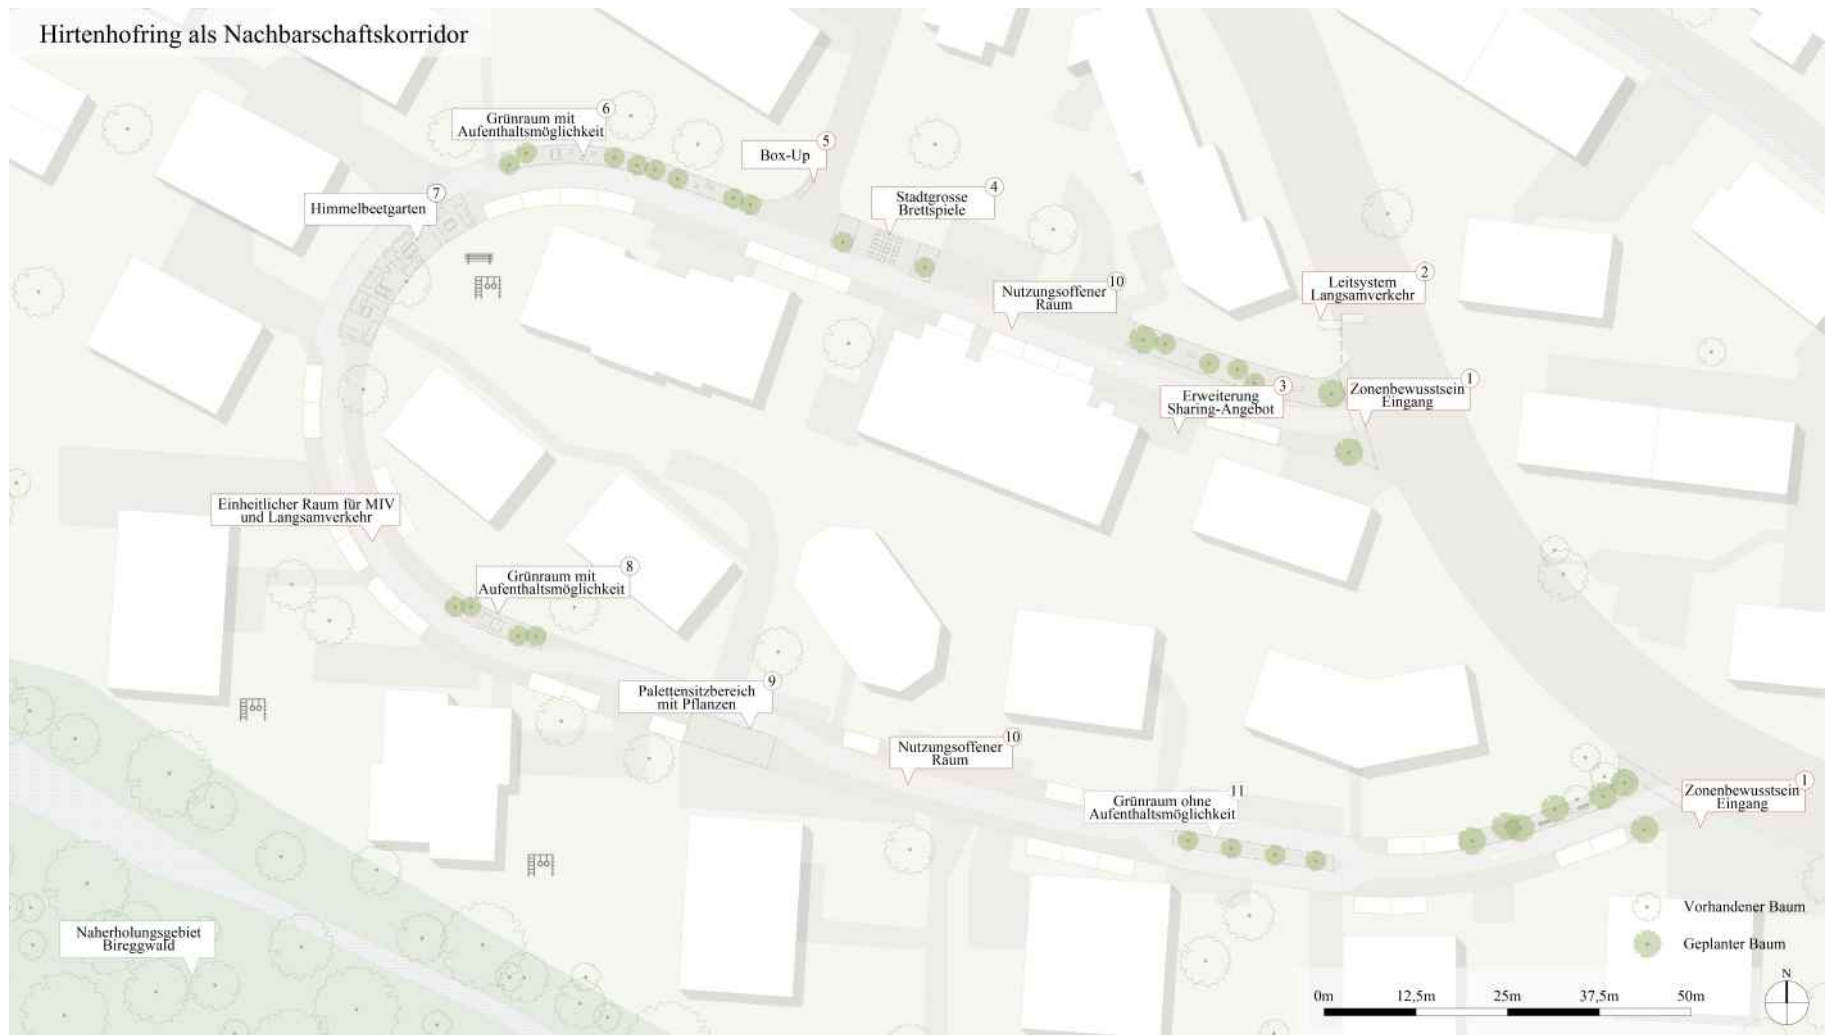 Hirtenhofring als Nachbarschaftskorridor
6
Grünraum mit
Aufenthaltsmöglichkeit
5
Box-Up
7
Himmelbeetgarten
4
Stadtgrosse
Brettspiele
10
Nutzungsoffener
Raum
2
Leitsystem
Langsamverkehr
3
Erweiterung
Sharing-Angebot
1
Zonenbewusstsein
Eingang
Einheitlicher Raum für MIV
und Langsamverkehr
8
Grünraum mit
Aufenthaltsmöglichkeit
9
Palettensitzbereich
mit Pflanzen
10
Nutzungsoffener
Raum
11
Grünraum ohne
Aufenthaltsmöglichkeit
1
Zonenbewusstsein
Eingang
Naherholungsgebiet
Bireggwald
Vorhandener Baum
Geplanter Baum
N
0m 12,5m 25m 37,5m 50m